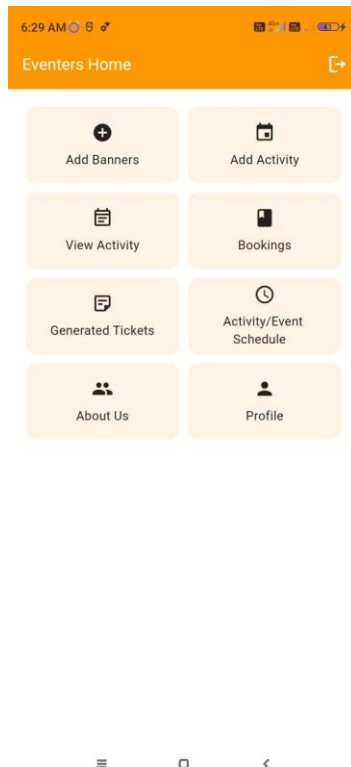 6:29 AM
Eventers Home
Add Banners
Add Activity
View Activity
Bookings
Generated Tickets
Activity/Event
Schedule
About Us
Profile